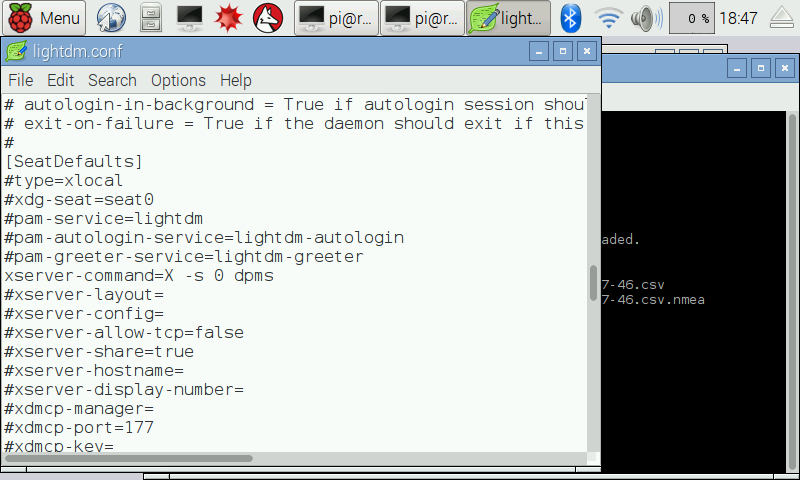 Menu
pi@r...
pi@r...
light...
0 %
18:47
lightdm.conf
File Edit Search Options Help
# autologin-in-background = True if autologin session shou
# exit-on-failure = True if the daemon should exit if this
#
[SeatDefaults]
#type=xlocal
#xdg-seat=seat0
#pam-service=lightdm
#pam-autologin-service=lightdm-autologin
#pam-greeter-service=lightdm-greeter
xserver-command=X -s 0 dpms
#xserver-layout=
#xserver-config=
#xserver-allow-tcp=false
#xserver-share=true
#xserver-hostname=
#xserver-display-number=
#xdmcp-manager=
#xdmcp-port=177
#xdmcp-key=
aded.
7-46.csv
7-46.csv.nmea